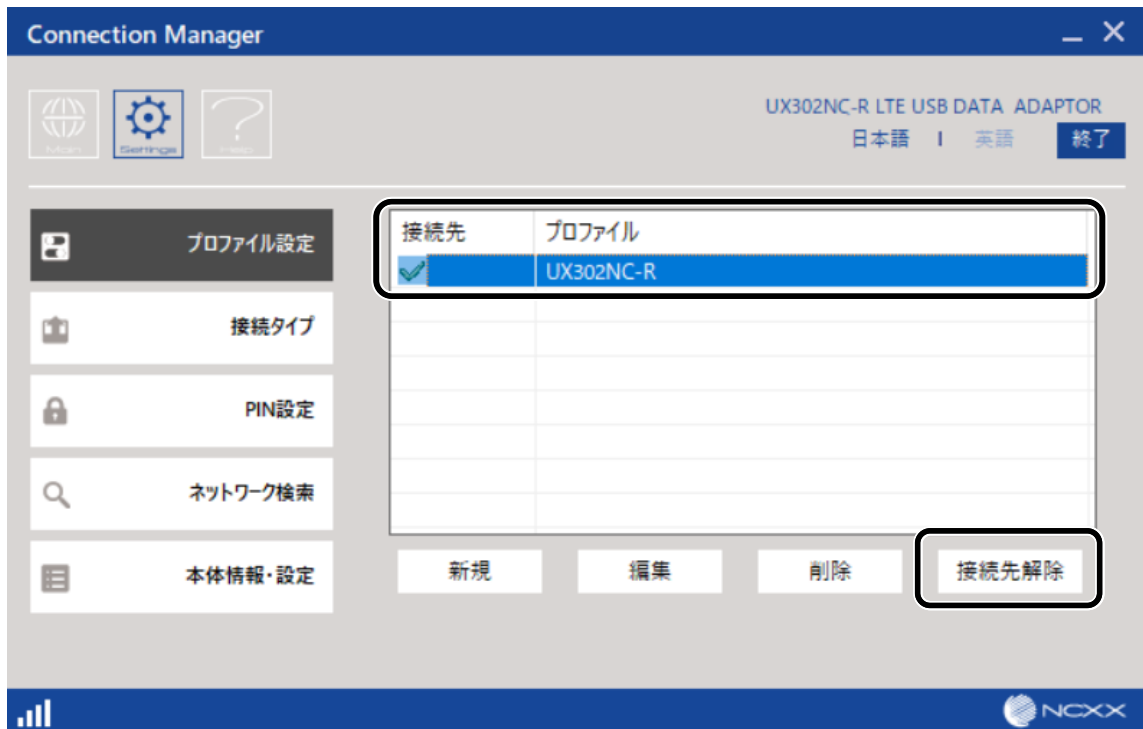 Connection Manager
Main
Settings
Help
UX302NC-R LTE USB DATA ADAPTOR
日本語 | 英語 終了
プロファイル設定
接続タイプ
PIN設定
ネットワーク検索
本体情報・設定
接続先 プロファイル
UX302NC-R
新規 編集 削除 接続先解除
NCXX